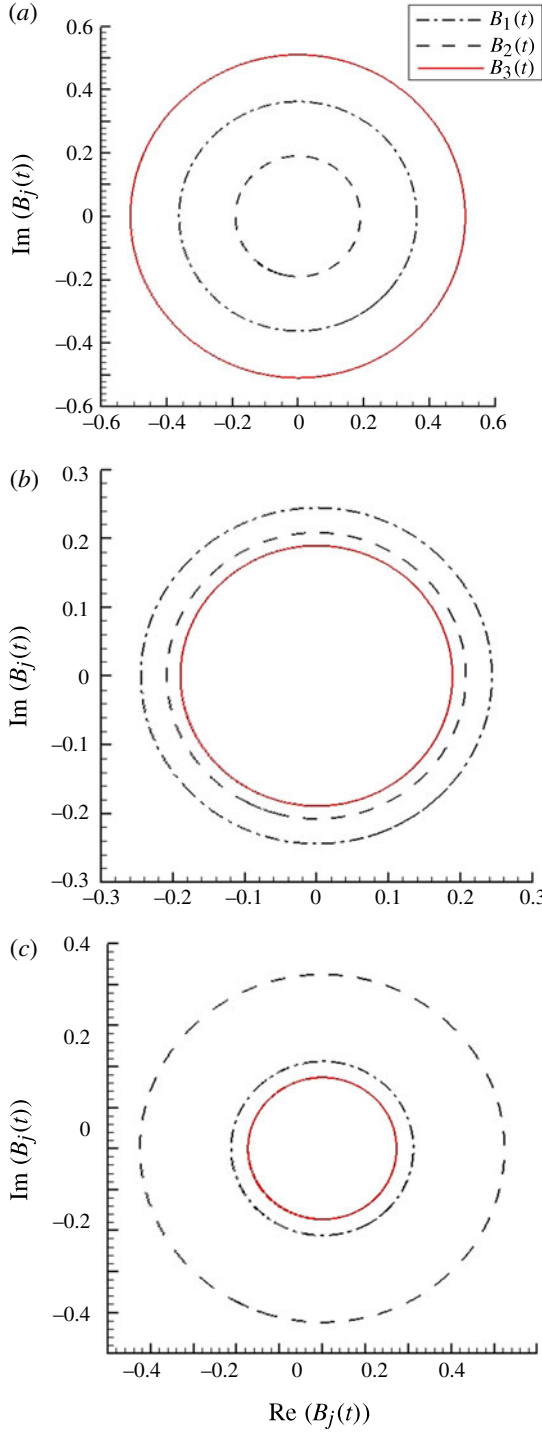 (a)
B₁(t)
B₂(t)
B₃(t)
0.6
0.4
0.2
0
–0.2
–0.4
–0.6
Im (Bⱼ(t))
–0.6 –0.4 –0.2 0 0.2 0.4 0.6
(b)
0.3
0.2
0.1
0
–0.1
–0.2
–0.3
Im (Bⱼ(t))
–0.3 –0.2 –0.1 0 0.1 0.2 0.3
(c)
0.4
0.2
0
–0.2
–0.4
Im (Bⱼ(t))
–0.4 –0.2 0 0.2 0.4
Re (Bⱼ(t))